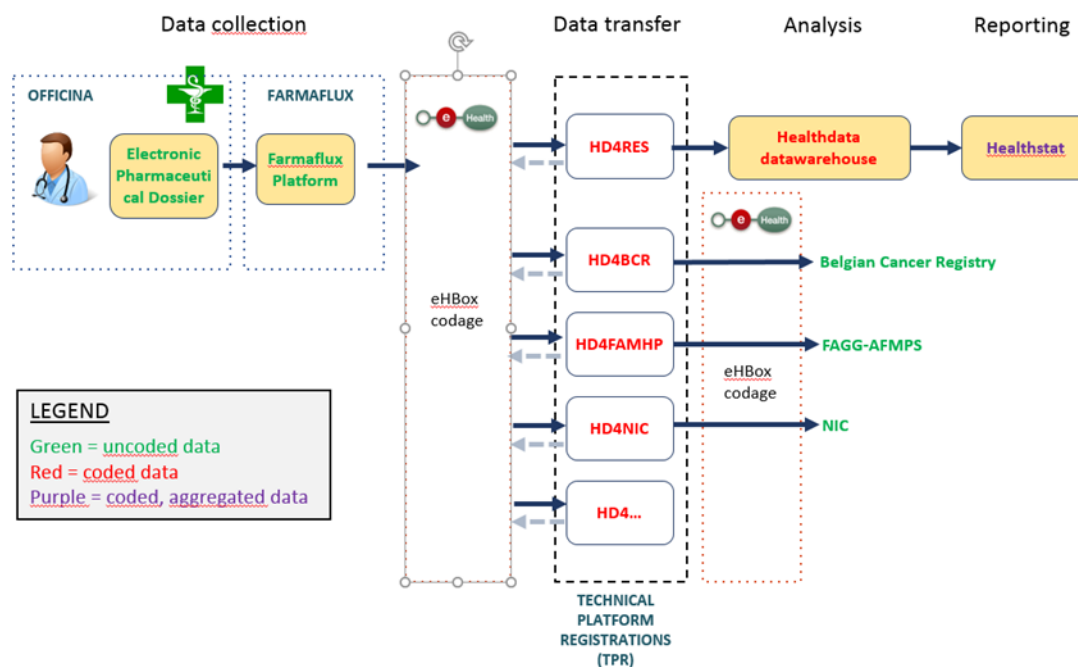 Data collection
Data transfer
Analysis
Reporting
OFFICINA
FARMAFLUX
Electronic
Pharmaceuti
cal Dossier
Farmaflux
Platform
e
Health
eHBox
codage
HD4RES
HD4BCR
HD4FAMHP
HD4NIC
HD4...
TECHNICAL
PLATFORM
REGISTRATIONS
(TPR)
Healthdata
datawarehouse
Healthstat
e
Health
eHBox
codage
Belgian Cancer Registry
FAGG-AFMPS
NIC
LEGEND
Green = uncoded data
Red = coded data
Purple = coded, aggregated data